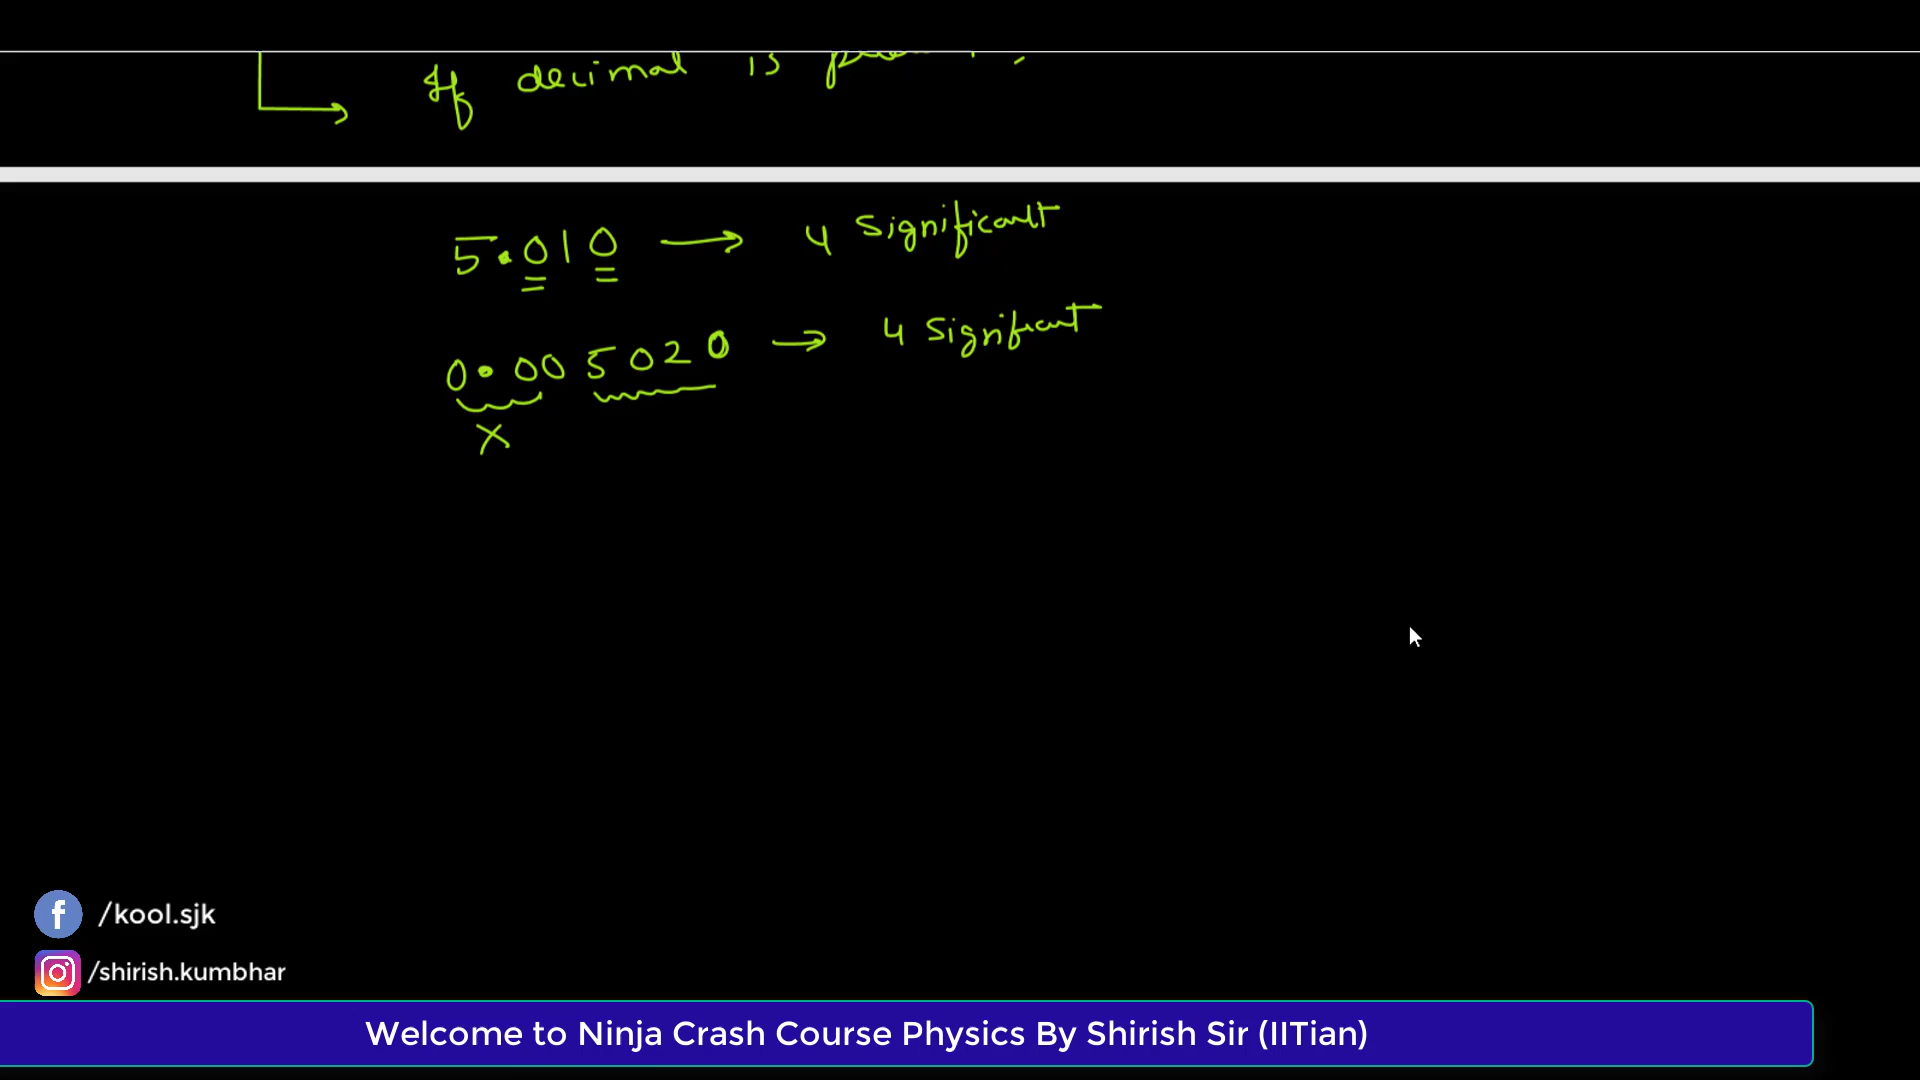 If decimal is
5.010 → 4 Significant
0.005020 → 4 Significant
X
/kool.sjk
/shirish.kumbhar
Welcome to Ninja Crash Course Physics By Shirish Sir (IITian)